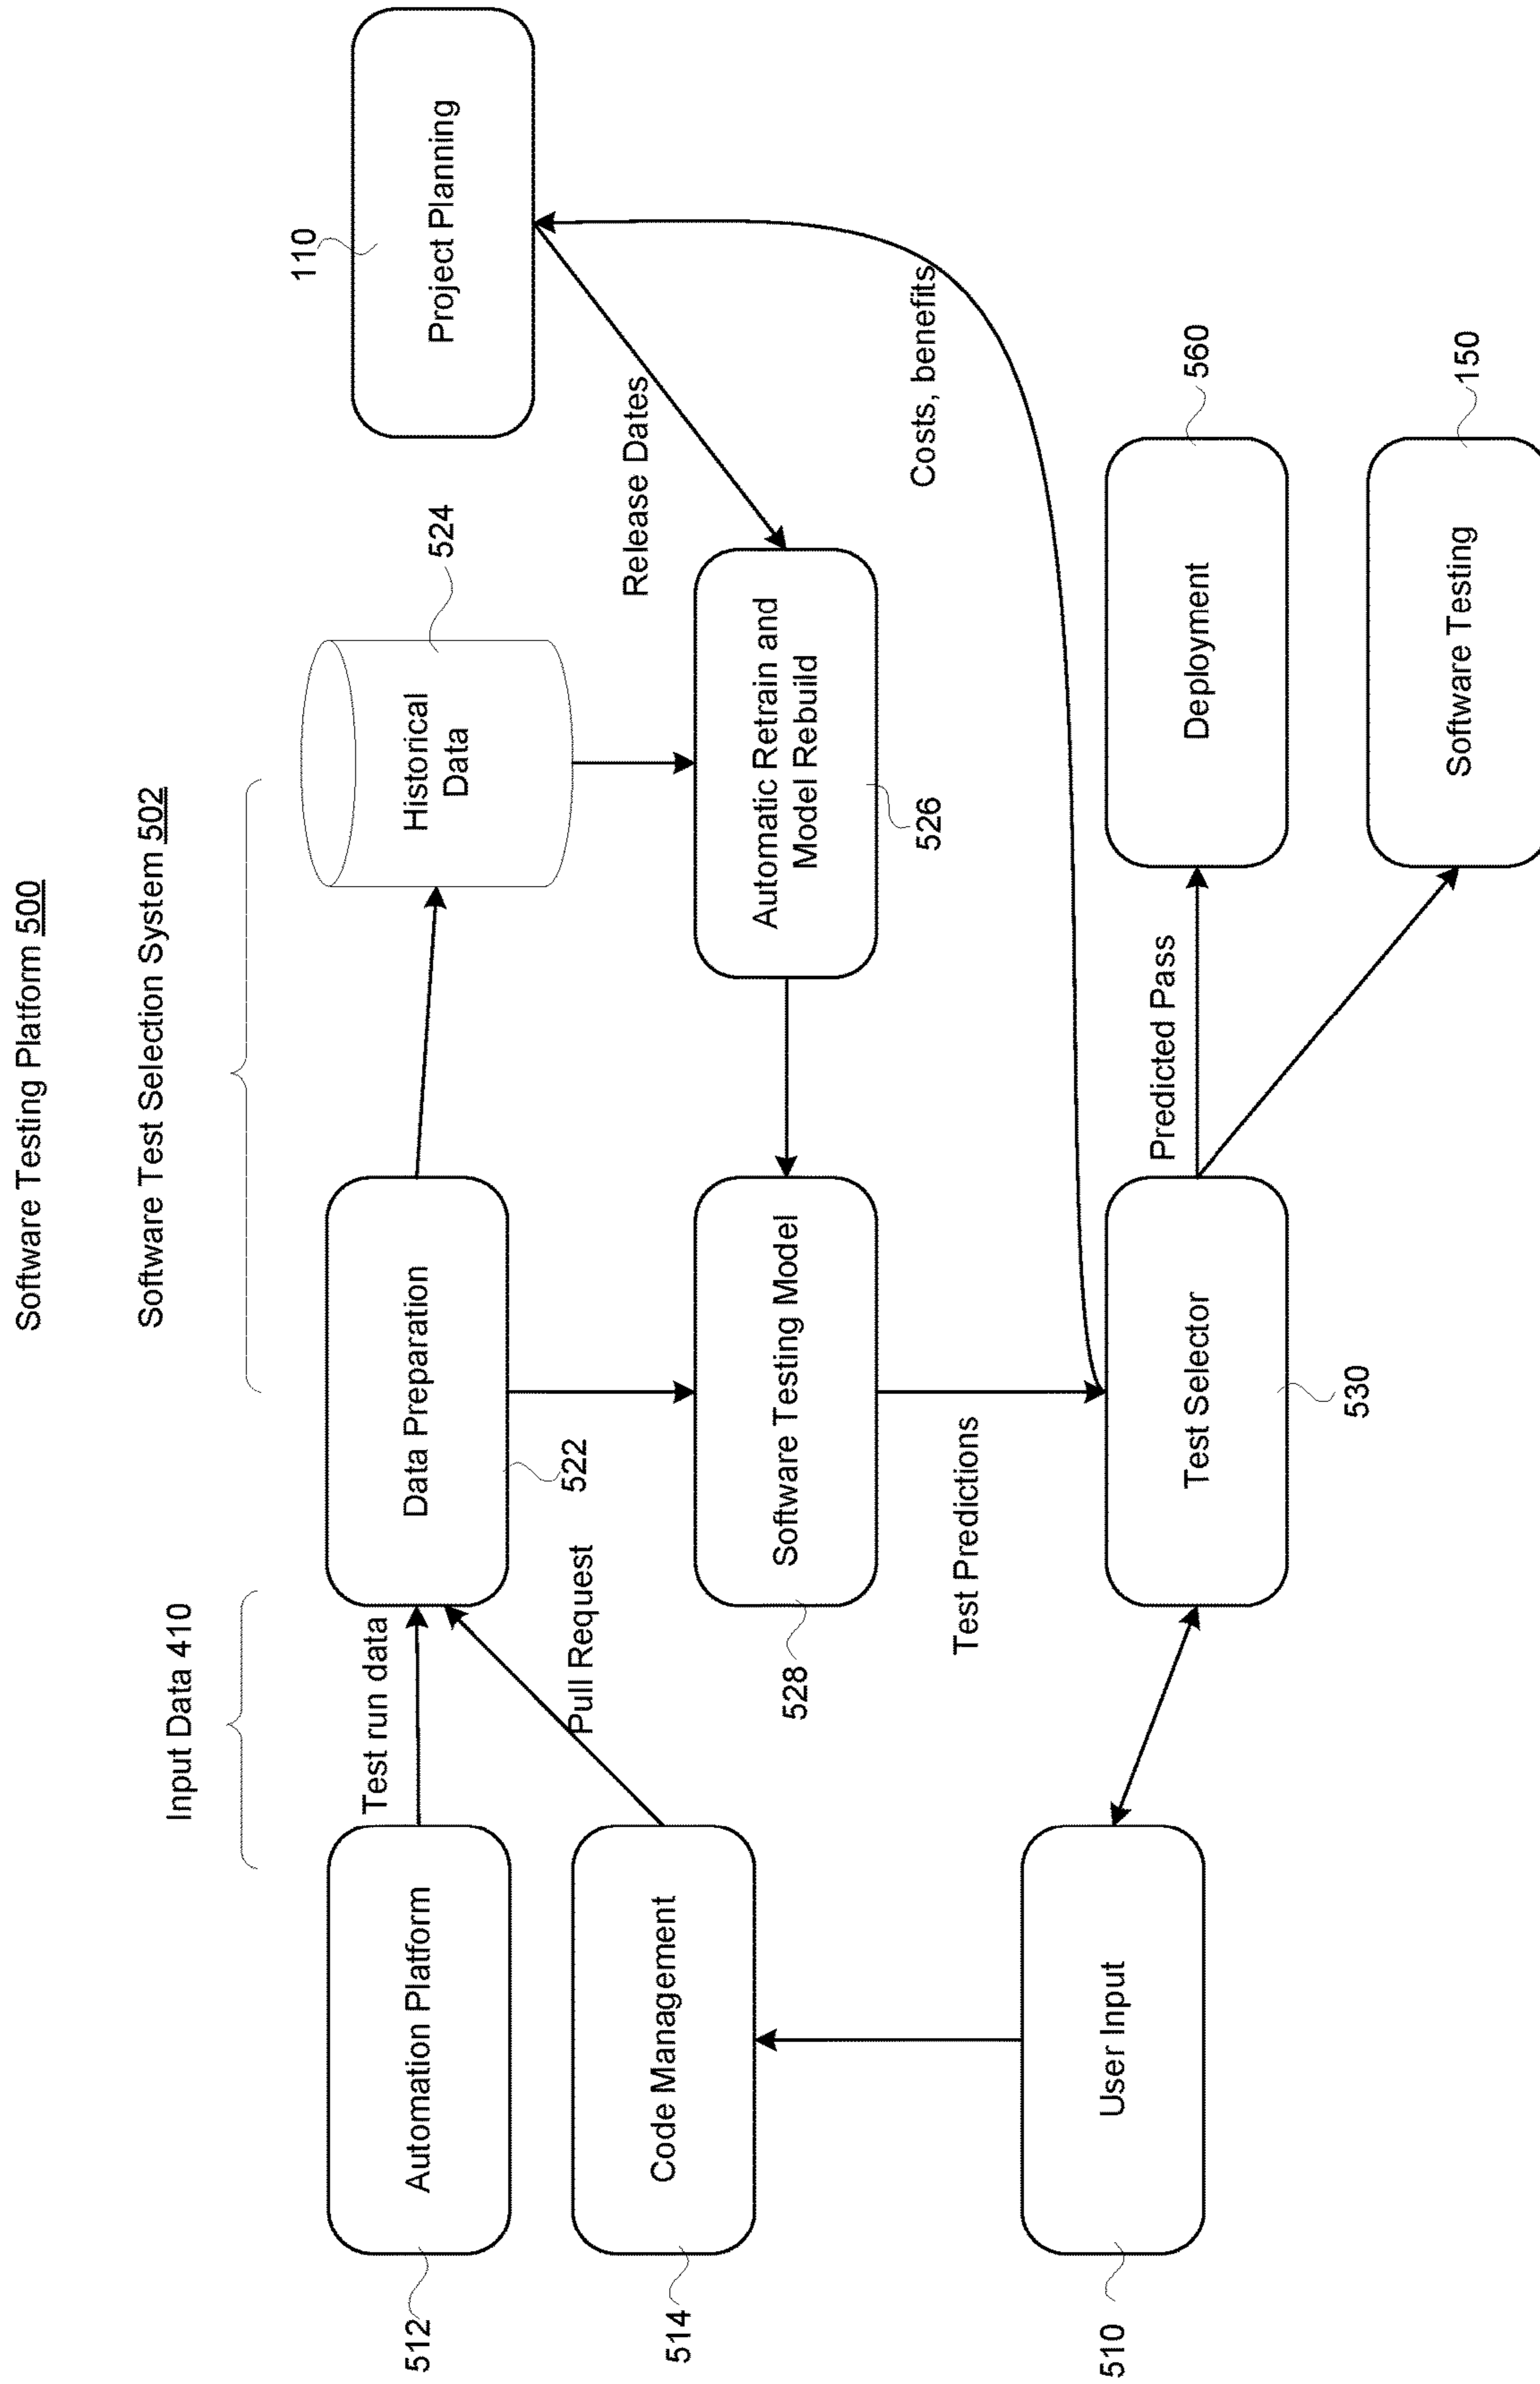 Software Testing Platform 500
Software Test Selection System 502
Input Data 410
110
Project Planning
524
Historical
Data
Data Preparation
522
Test run data
Automation Platform
512
Release Dates
Automatic Retrain and
Model Rebuild
526
Software Testing Model
528
Pull Request
Code Management
514
Costs, benefits
Test Predictions
560
Deployment
Predicted Pass
Test Selector
530
User Input
510
150
Software Testing